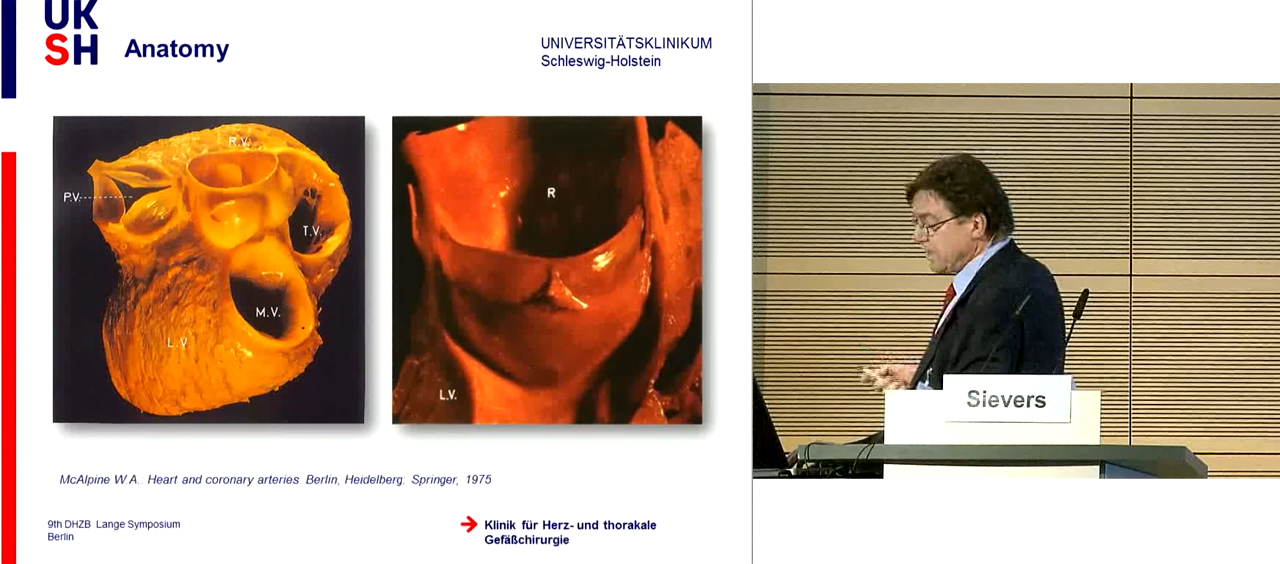 UK
SH
Anatomy
UNIVERSITÄTSKLINIKUM
Schleswig-Holstein
R.V.
P.V.
T.V.
M.V.
L.V
R
L.V.
McAlpine W.A.. Heart and coronary arteries. Berlin, Heidelberg: Springer, 1975
9th DHZB Lange Symposium
Berlin
Klinik für Herz- und thorakale
Gefäßchirurgie
Sievers